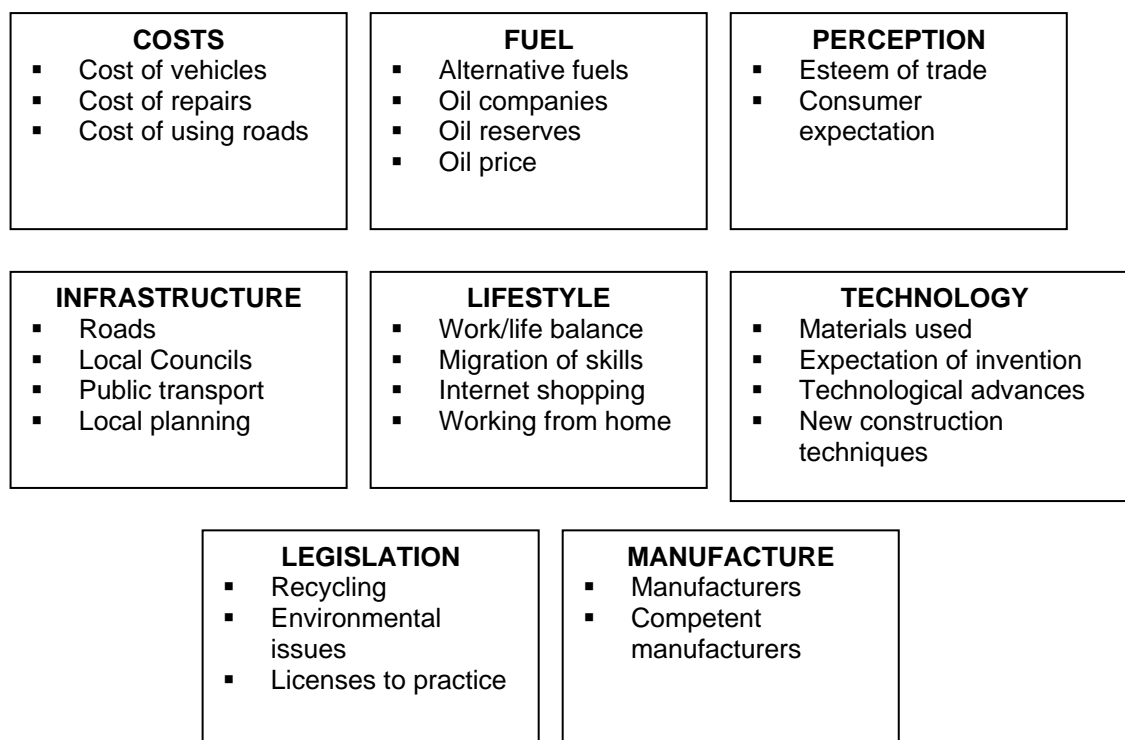 COSTS
▪ Cost of vehicles
▪ Cost of repairs
▪ Cost of using roads
FUEL
▪ Alternative fuels
▪ Oil companies
▪ Oil reserves
▪ Oil price
PERCEPTION
▪ Esteem of trade
▪ Consumer
expectation
INFRASTRUCTURE
▪ Roads
▪ Local Councils
▪ Public transport
▪ Local planning
LIFESTYLE
▪ Work/life balance
▪ Migration of skills
▪ Internet shopping
▪ Working from home
TECHNOLOGY
▪ Materials used
▪ Expectation of invention
▪ Technological advances
▪ New construction
techniques
LEGISLATION
▪ Recycling
▪ Environmental
issues
▪ Licenses to practice
MANUFACTURE
▪ Manufacturers
▪ Competent
manufacturers